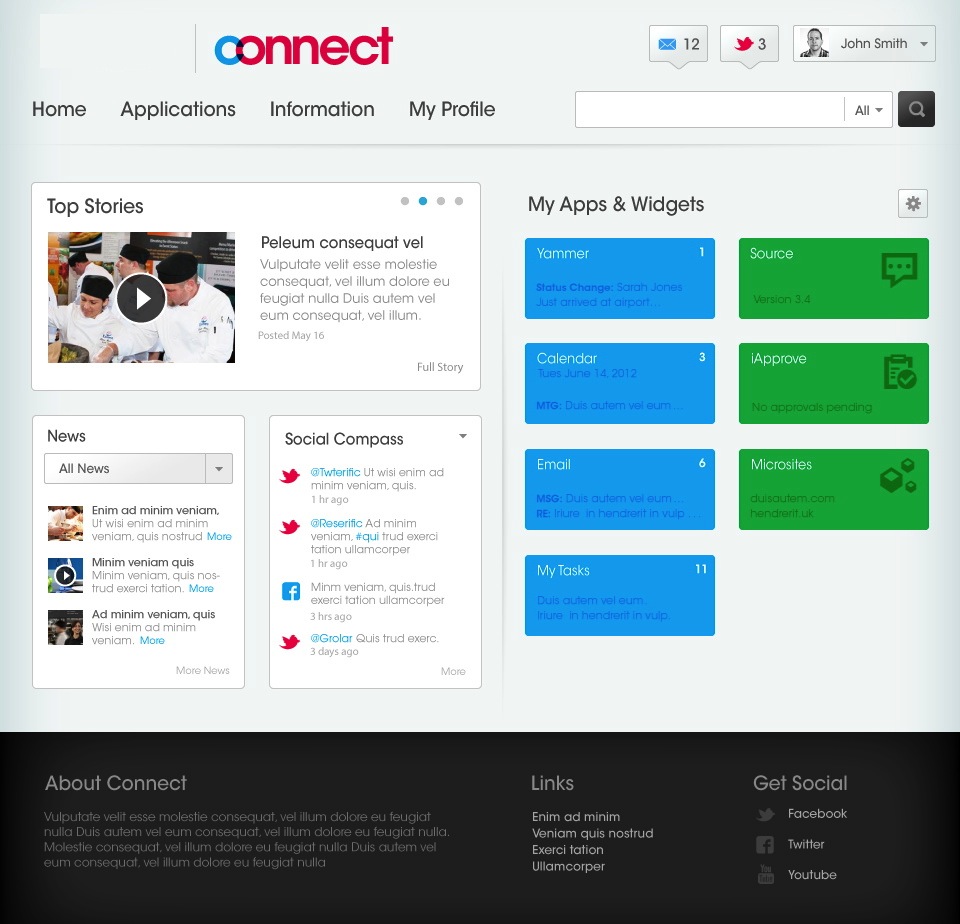 connect
12
3
John Smith
Home
Applications
Information
My Profile
All
Top Stories
Peleum consequat vel
Vulputate velit esse molestie
consequat, vel illum dolore eu
feugiat nulla Duis autem vel
eum consequat, vel illum.
Posted May 16
Full Story
News
All News
Enim ad minim veniam,
Ut wisi enim ad minim
veniam, quis nostrud More
Minim veniam quis
Minim veniam, quis nos-
trud exerci tation. More
Ad minim veniam, quis
Wisi enim ad minim
veniam. More
More News
Social Compass
@Twterific Ut wisi enim ad
minim veniam, quis.
1 hr ago
@Reserific Ad minim
veniam, #qui trud exerci
tation ullamcorper
1 hr ago
Minm veniam, quis.trud
exerci tation ullamcorper
3 hrs ago
@Grolar Quis trud exerc.
3 days ago
More
My Apps & Widgets
Yammer
1
Status Change: Sarah Jones
Just arrived at airport...
Source
Version 3.4
Calendar
3
Tues June 14, 2012
MTG: Duis autem vel eum...
iApprove
No approvals pending
Email
6
MSG: Duis autem vel eum...
RE: Iriure in hendrerit in vulp ...
Microsites
duisautem.com
hendrerit.uk
My Tasks
11
Duis autem vel eum.
Iriure in hendrerit in vulp.
About Connect
Vulputate velit esse molestie consequat, vel illum dolore eu feugiat
nulla Duis autem vel eum consequat, vel illum dolore eu feugiat nulla.
Molestie consequat, vel illum dolore eu feugiat nulla Duis autem vel
eum consequat, vel illum dolore eu feugiat nulla
Links
Enim ad minim
Veniam quis nostrud
Exerci tation
Ullamcorper
Get Social
Facebook
Twitter
You Tube
Youtube